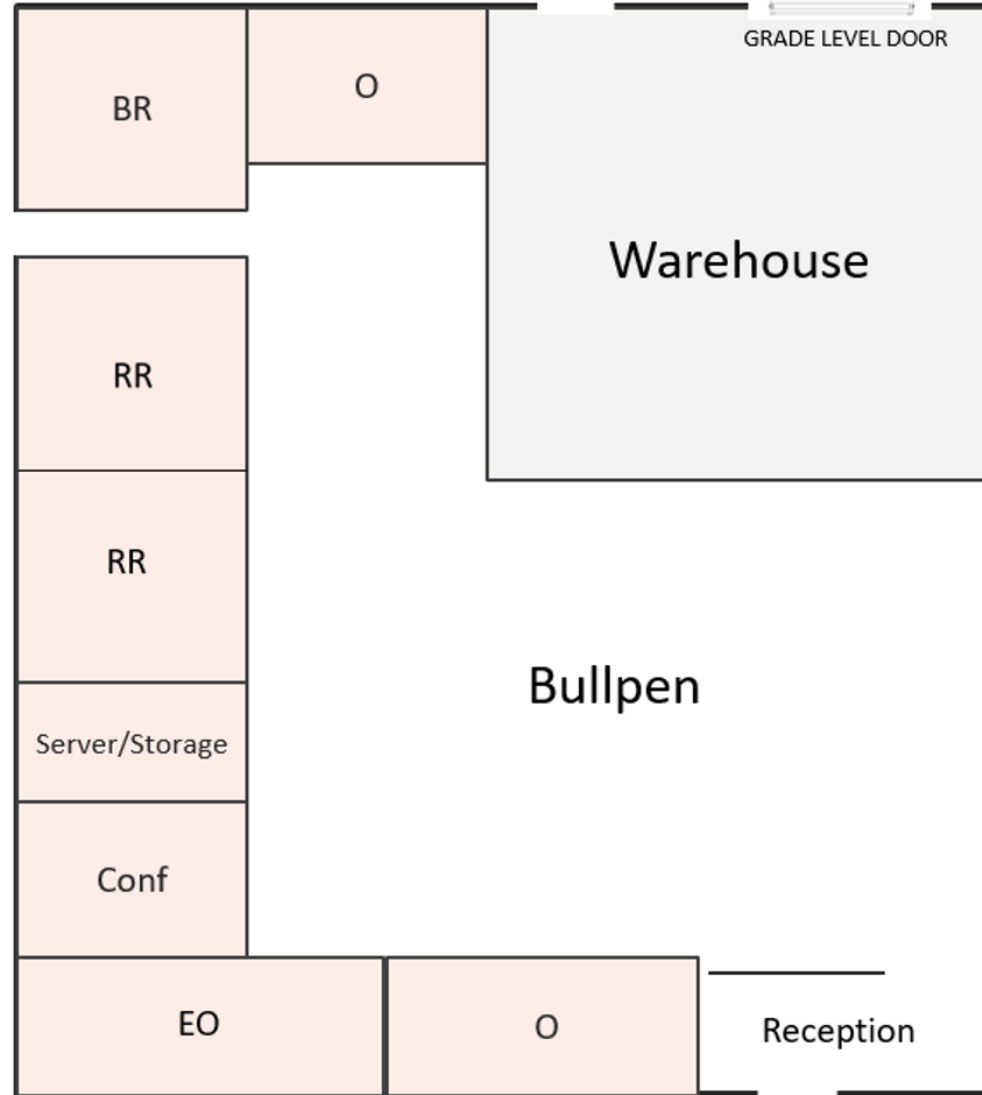 GRADE LEVEL DOOR
BR
O
Warehouse
RR
RR
Bullpen
Server/Storage
Conf
EO
O
Reception